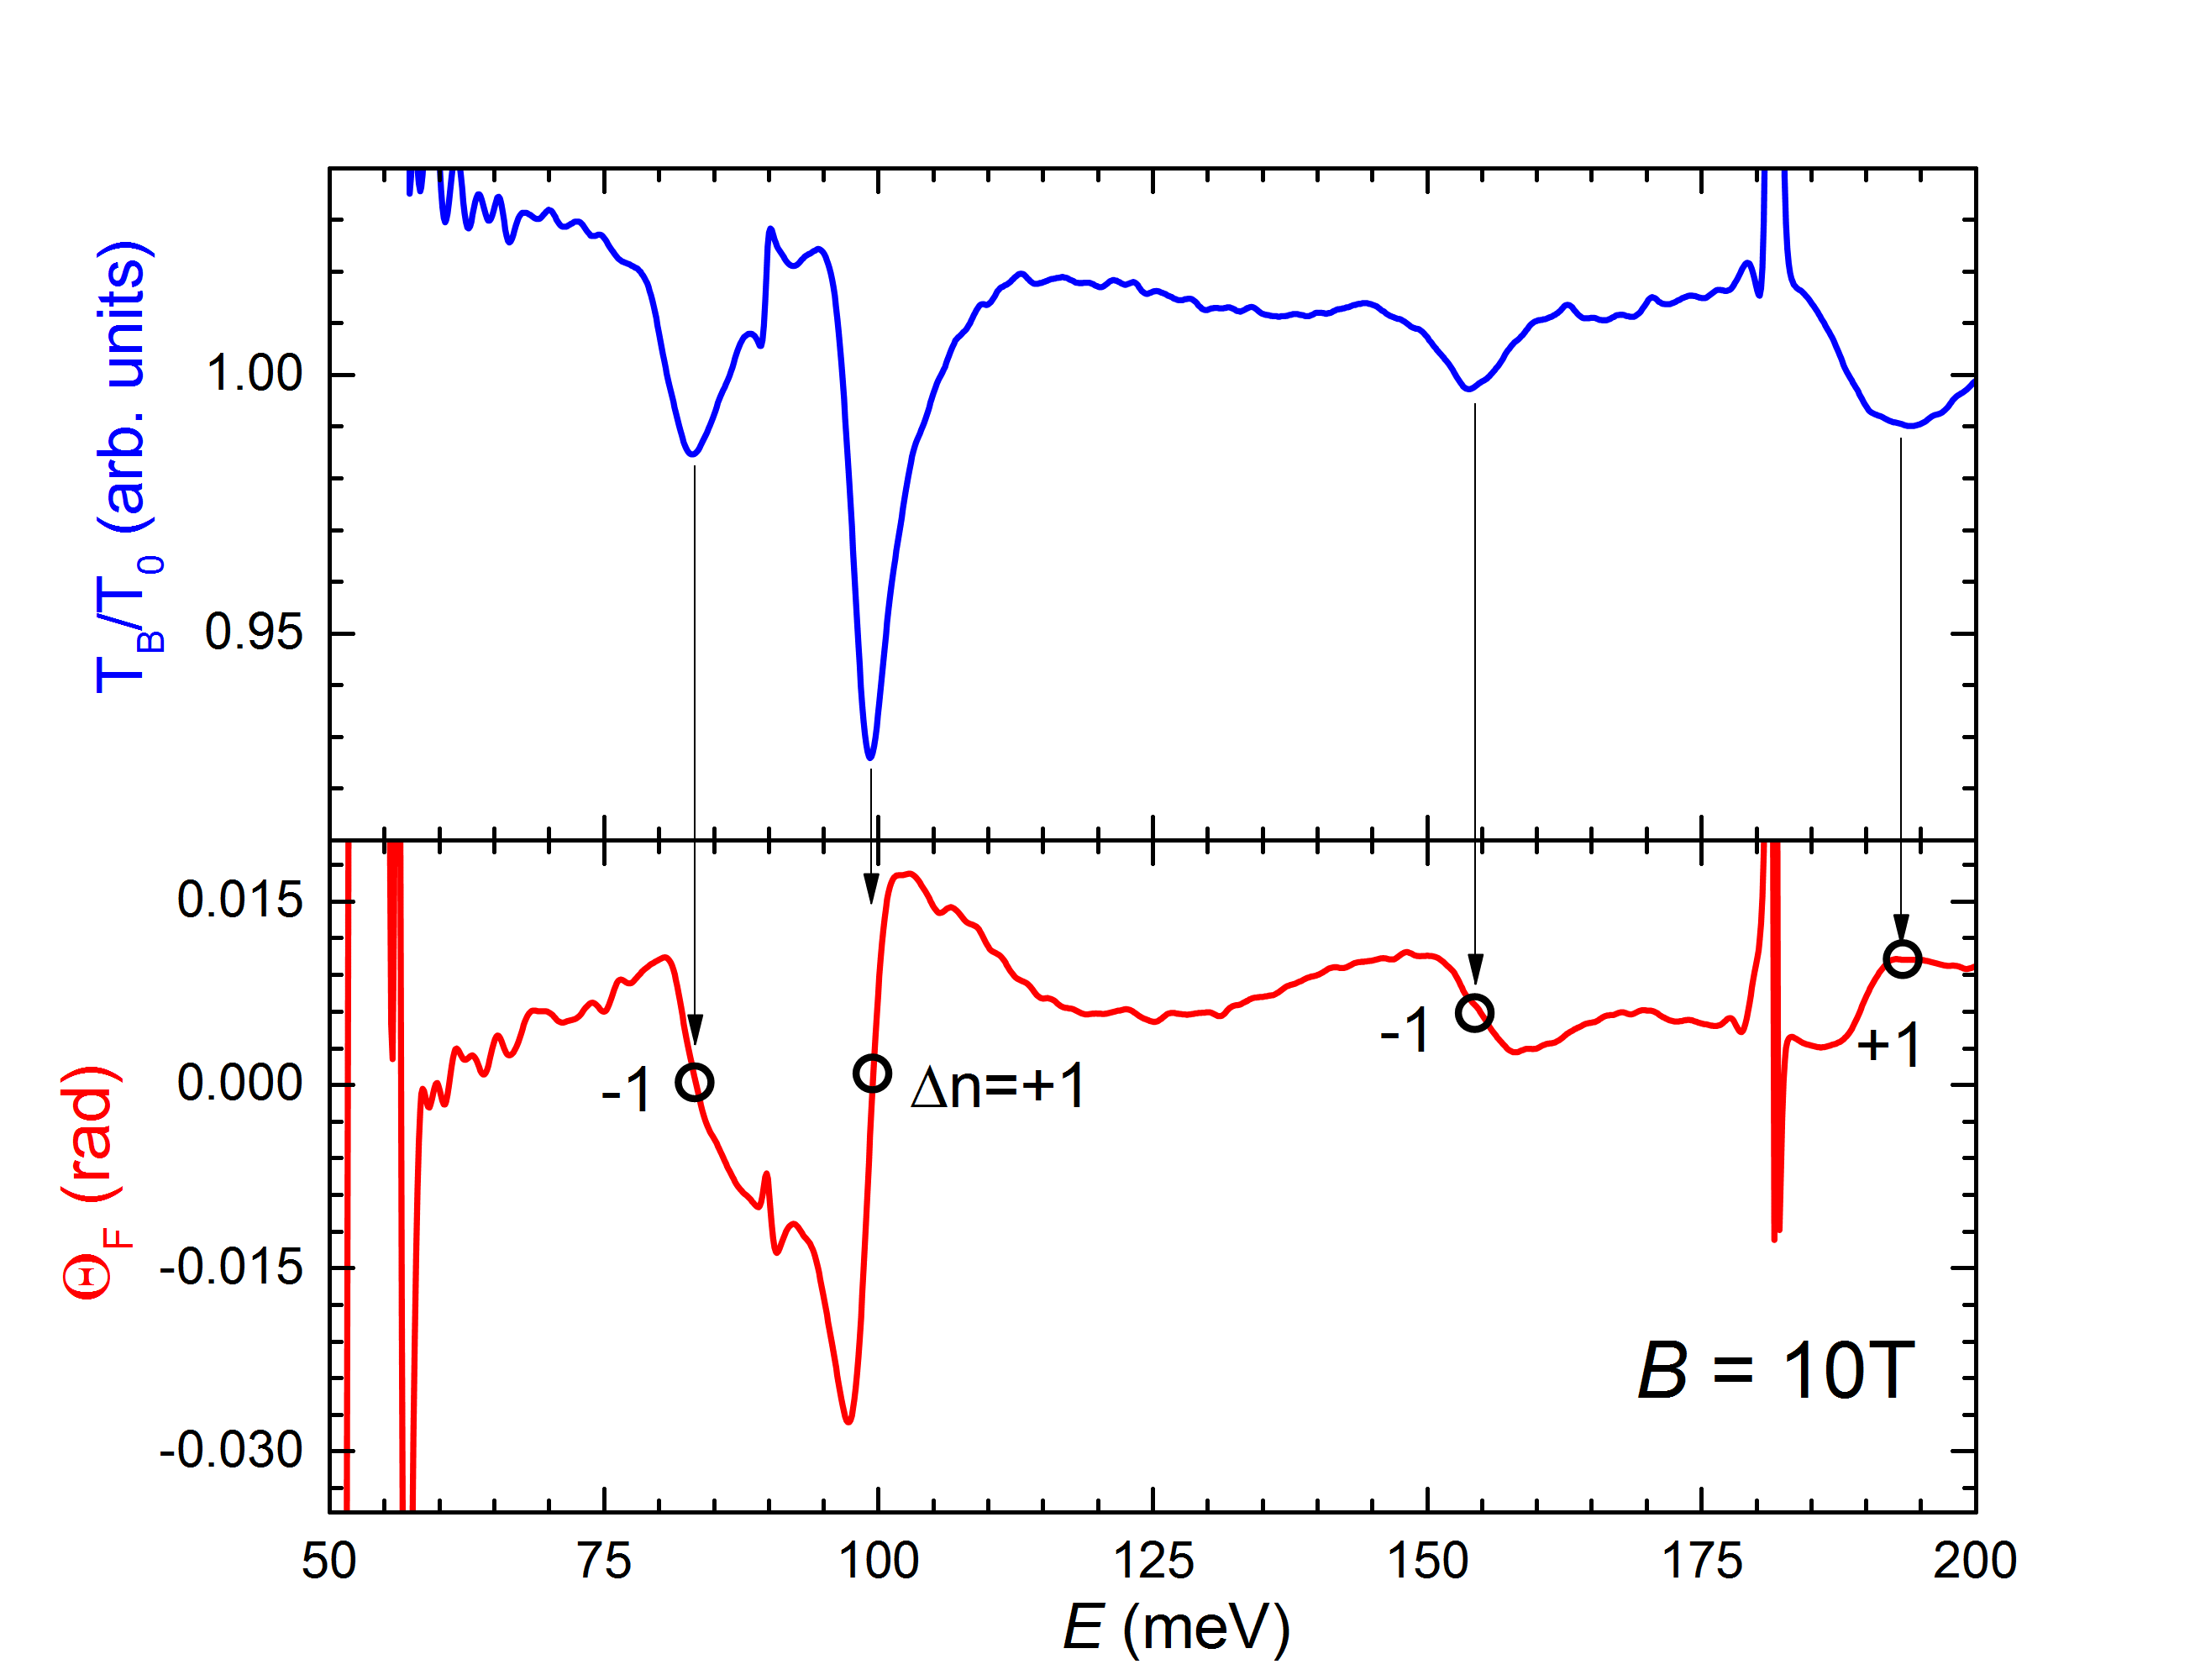 T_B/T_0 (arb. units)
1.00
0.95
Θ_F (rad)
0.015
0.000
-0.015
-0.030
-1
Δn=+1
-1
+1
B = 10T
50 75 100 125 150 175 200
E (meV)